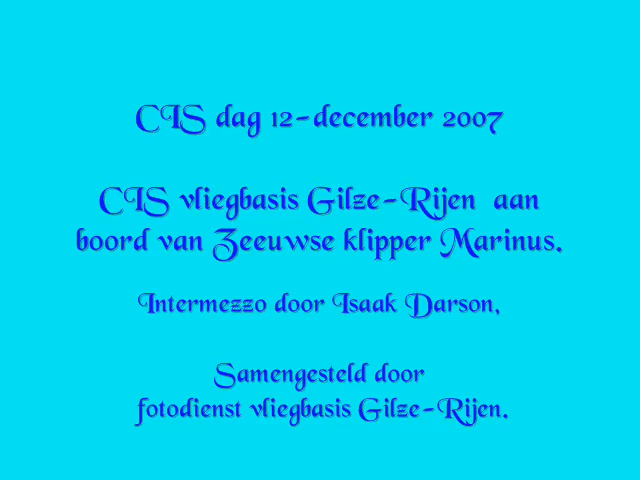 CIS dag 12-december 2007
CIS vliegbasis Gilze-Rijen aan
boord van Zeeuwse klipper Marinus.
Intermezzo door Isaak Darson,
Samengesteld door
fotodienst vliegbasis Gilze-Rijen.